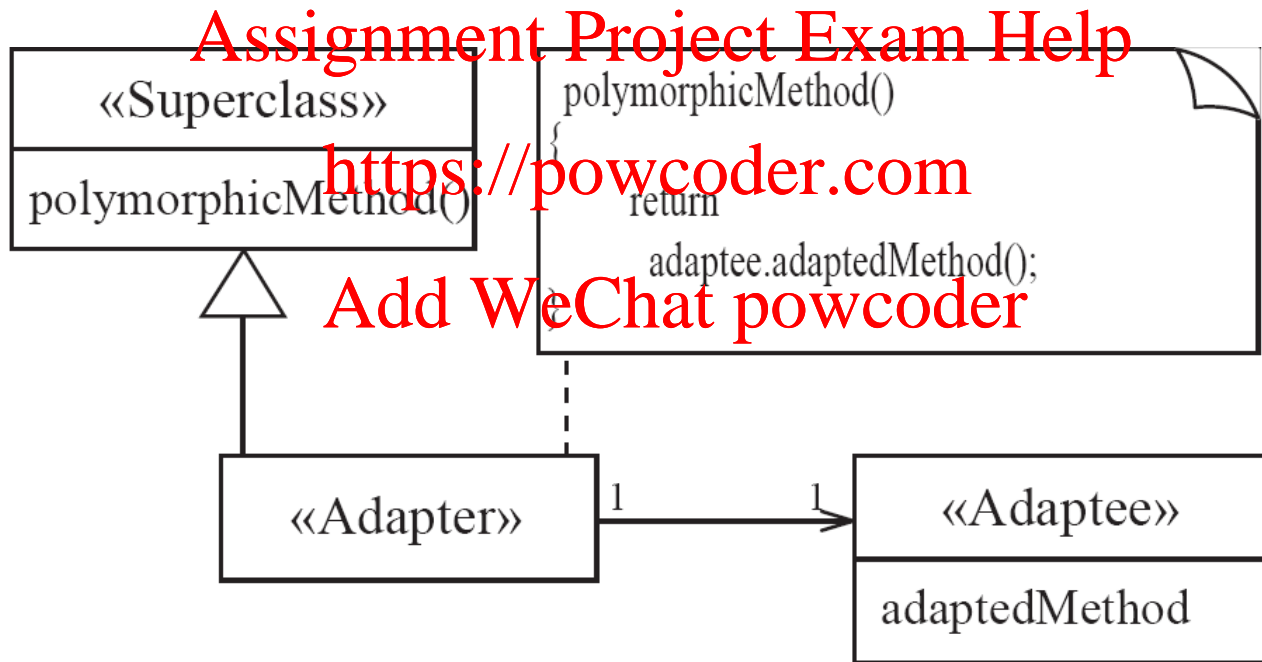 Assignment Project Exam Help
«Superclass»
polymorphicMethod()
polymorphicMethod()
{
https://powcoder.com
return
adaptee.adaptedMethod();
Add WeChat powcoder
}
«Adapter»
1
1
«Adaptee»
adaptedMethod